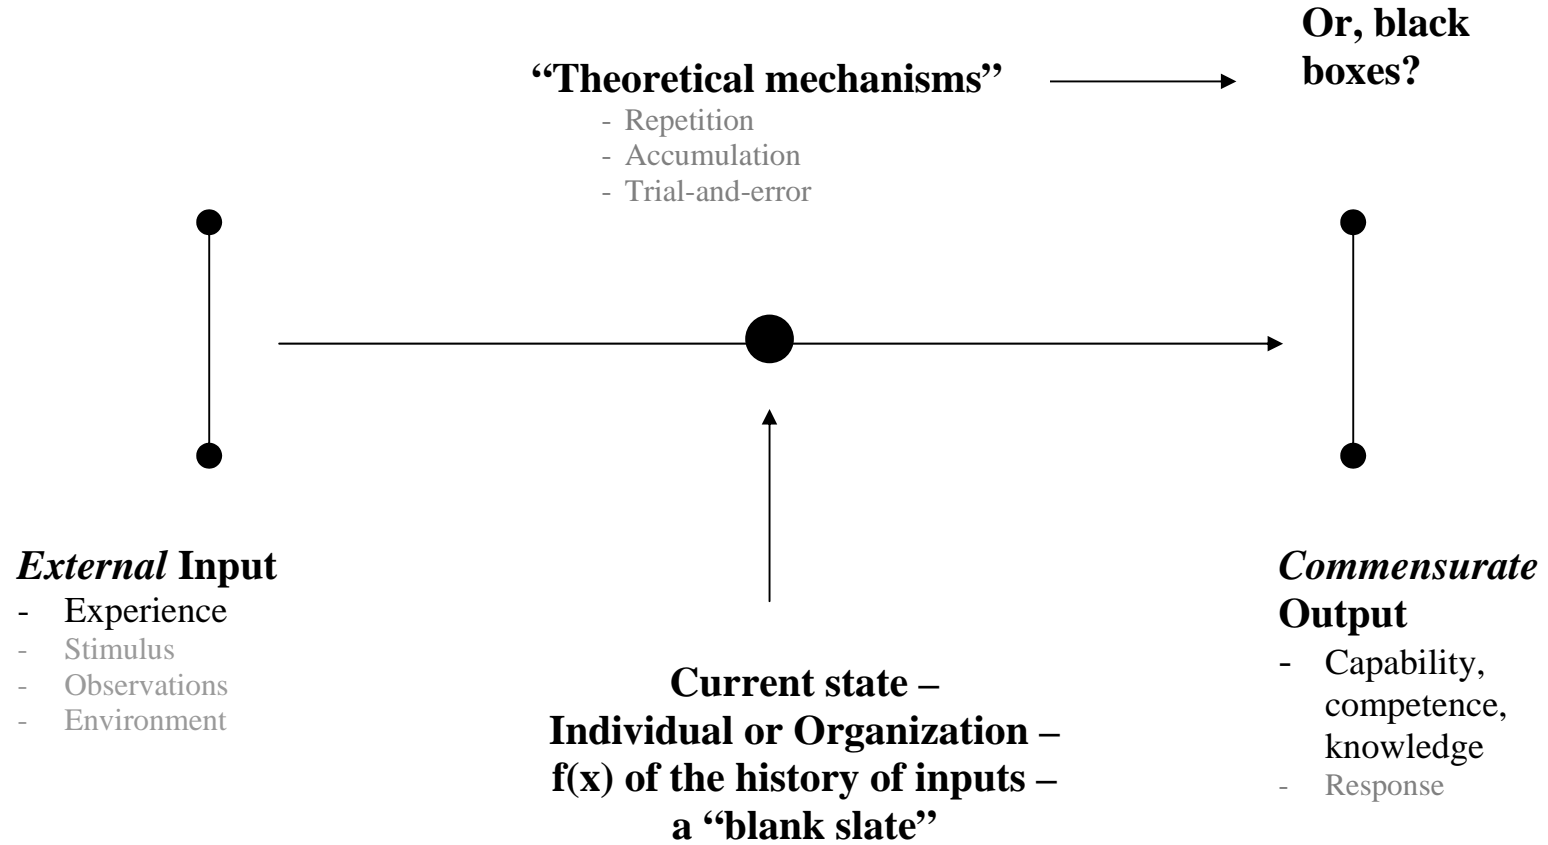 Or, black
boxes?
“Theoretical mechanisms”
- Repetition
- Accumulation
- Trial-and-error
External Input
- Experience
- Stimulus
- Observations
- Environment
Current state –
Individual or Organization –
f(x) of the history of inputs –
a “blank slate”
Commensurate
Output
- Capability,
competence,
knowledge
- Response